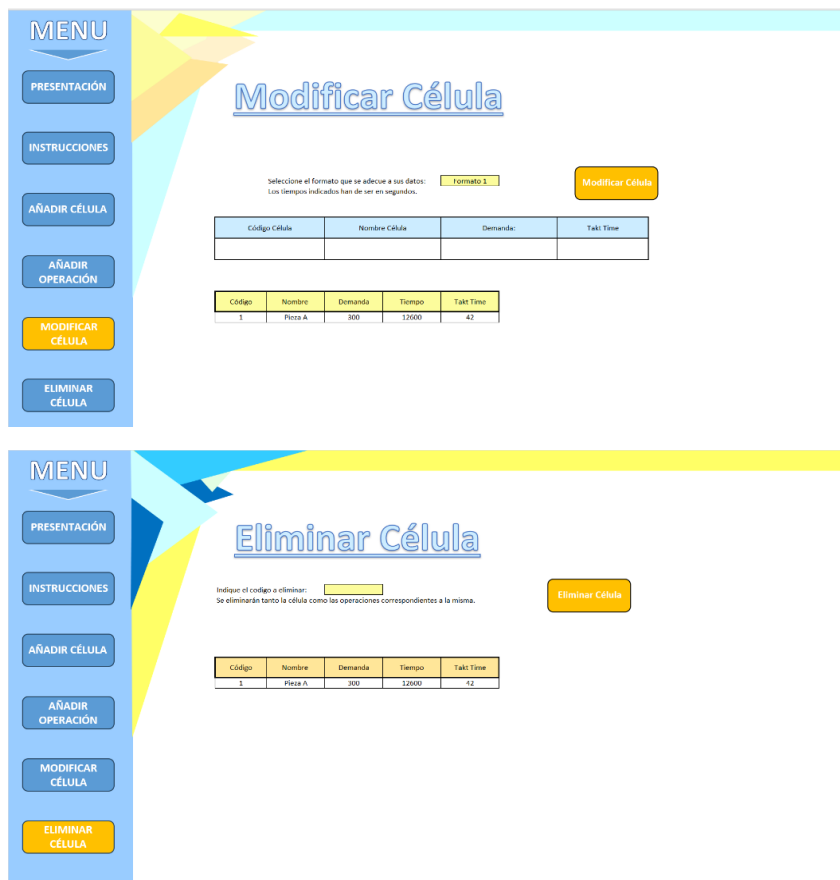 MENU
PRESENTACIÓN
INSTRUCCIONES
AÑADIR CÉLULA
AÑADIR
OPERACIÓN
MODIFICAR
CÉLULA
ELIMINAR
CÉLULA
Modificar Célula
Seleccione el formato que se adecue a sus datos: Formato 1
Los tiempos indicados han de ser en segundos.
Modificar Célula
Código Célula Nombre Célula Demanda: Takt Time
Código Nombre Demanda Tiempo Takt Time
1 Pieza A 300 12600 42
MENU
PRESENTACIÓN
INSTRUCCIONES
AÑADIR CÉLULA
AÑADIR
OPERACIÓN
MODIFICAR
CÉLULA
ELIMINAR
CÉLULA
Eliminar Célula
Indique el codigo a eliminar:
Se eliminarán tanto la célula como las operaciones correspondientes a la misma.
Eliminar Célula
Código Nombre Demanda Tiempo Takt Time
1 Pieza A 300 12600 42